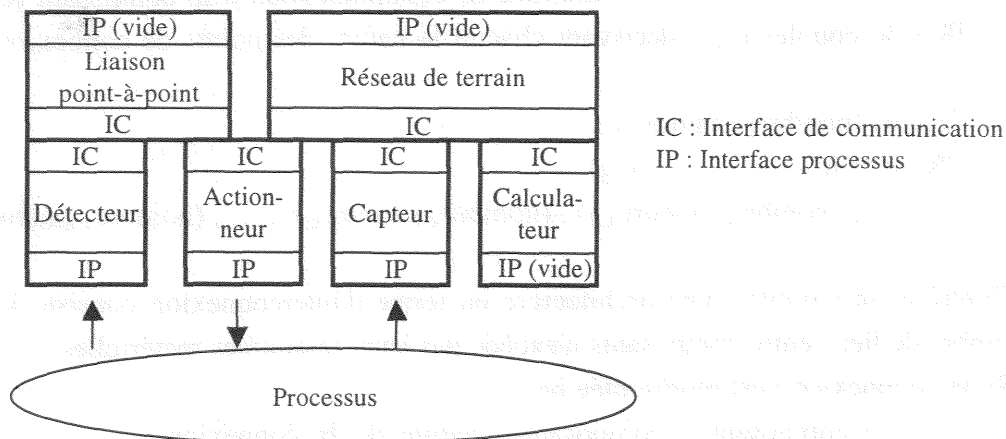 IP (vide)
IP (vide)
Liaison
point-à-point
Réseau de terrain
IC
IC
IC : Interface de communication
IP : Interface processus
IC
IC
IC
IC
Détecteur
Action-
neur
Capteur
Calcula-
teur
IP
IP
IP
IP (vide)
Processus